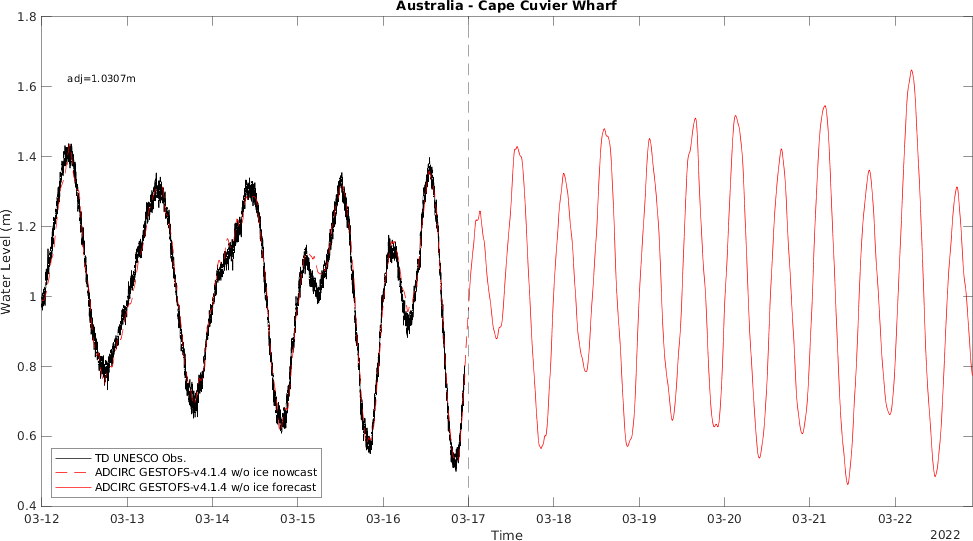 Australia - Cape Cuvier Wharf
1.8
1.6
1.4
1.2
1
0.8
0.6
0.4
Water Level (m)
adj=1.0307m
TD UNESCO Obs.
ADCIRC GESTOFS-v4.1.4 w/o ice nowcast
ADCIRC GESTOFS-v4.1.4 w/o ice forecast
03-12 03-13 03-14 03-15 03-16 03-17 03-18 03-19 03-20 03-21 03-22
Time
2022